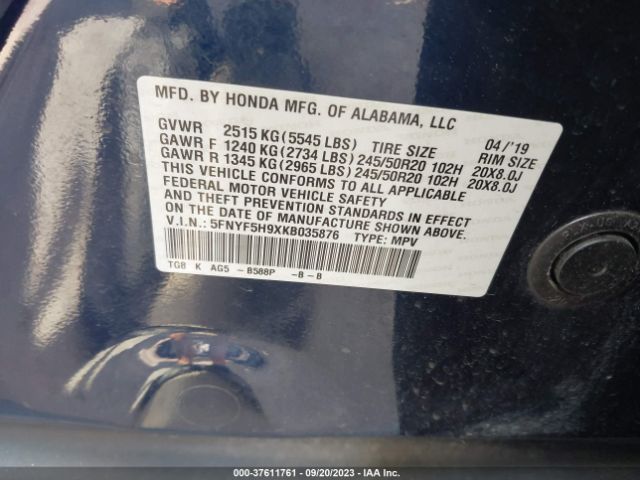 MFD. BY HONDA MFG. OF ALABAMA, LLC
GVWR 2515 KG (5545 LBS) TIRE SIZE 04/'19 RIM SIZE
GAWR F 1240 KG (2734 LBS) 245/50R20 102H 20X8.0J
GAWR R 1345 KG (2965 LBS) 245/50R20 102H 20X8.0J
THIS VEHICLE CONFORMS TO ALL APPLICABLE
FEDERAL MOTOR VEHICLE SAFETY
AND THEFT PREVENTION STANDARDS IN EFFECT
ON THE DATE OF MANUFACTURE SHOWN ABOVE.
V.I.N.: 5FNYF5H9XKB035876 TYPE: MPV
TG8 K AG5 - B588P -B-B
000-37611761 | 09/20/2023 | IAA Inc.